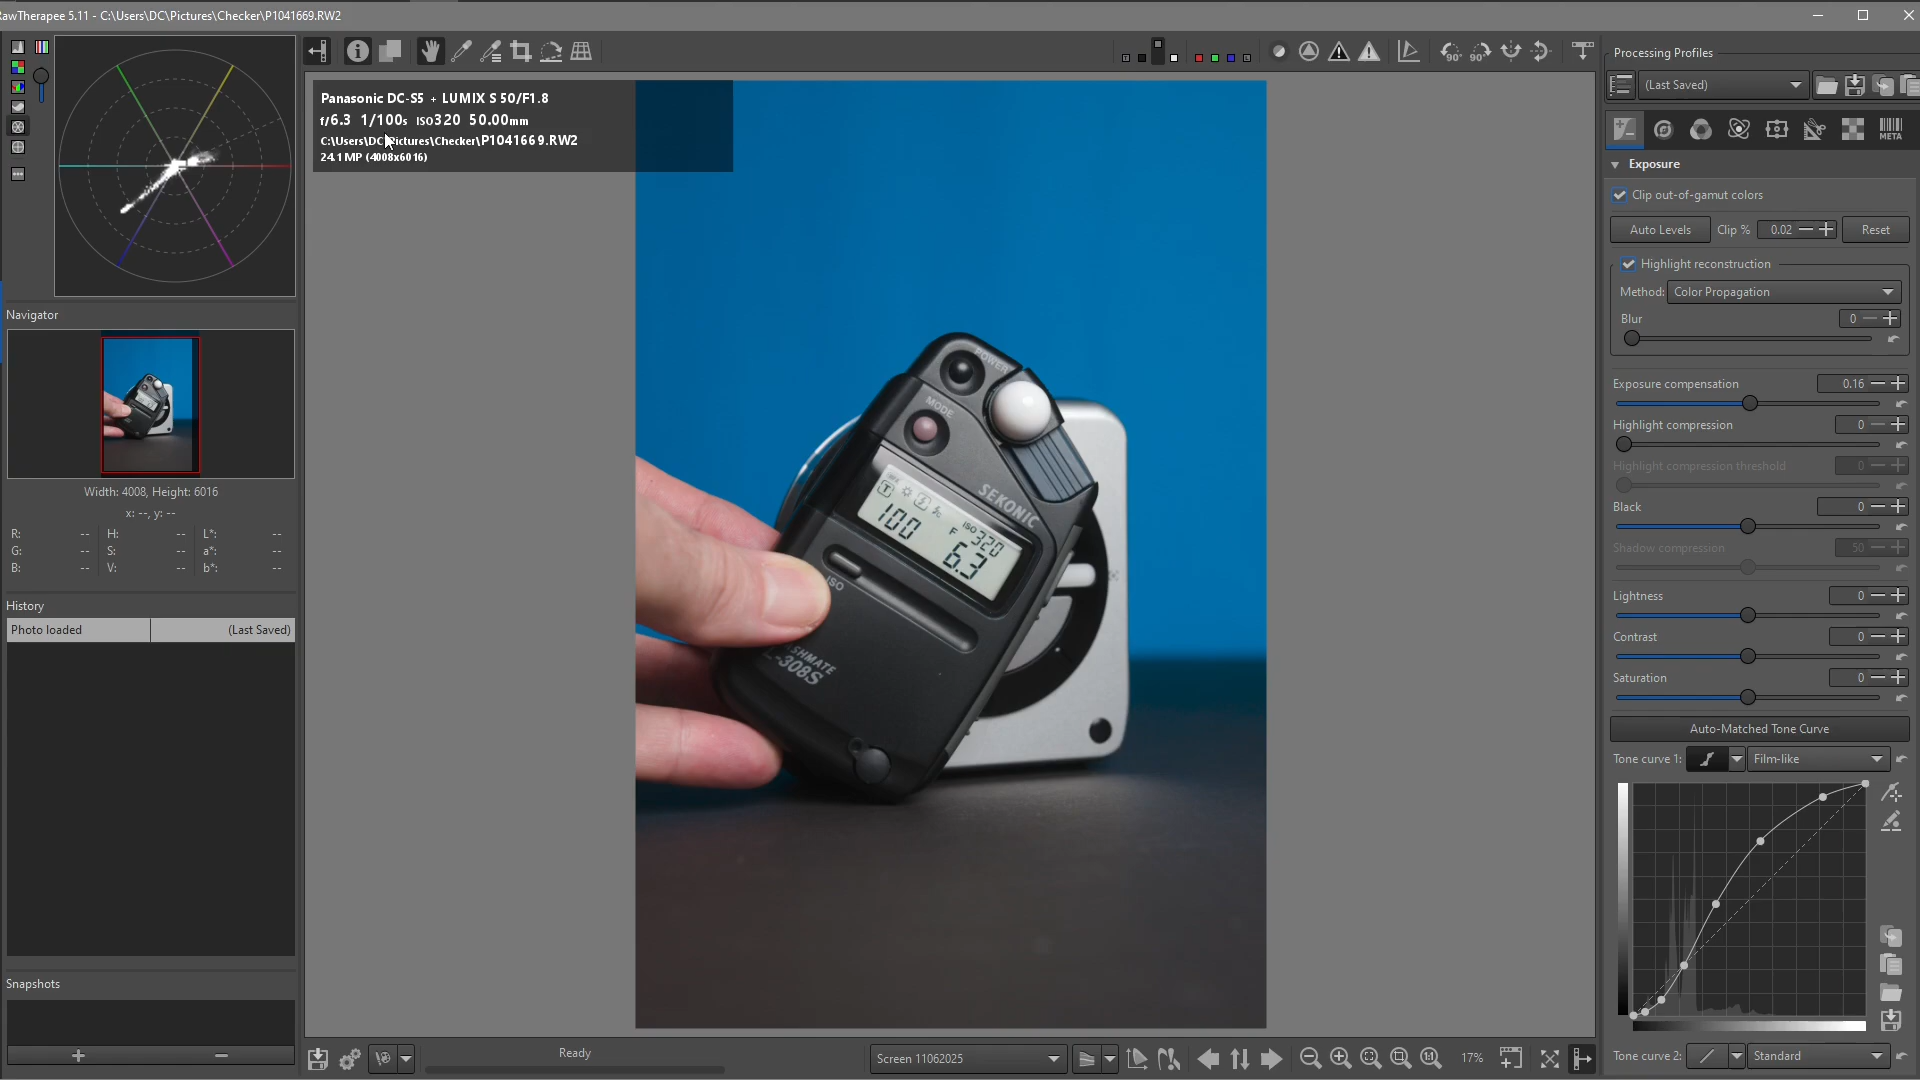 RawTherapee 5.11 - C:\Users\DC\Pictures\Checker\P1041669.RW2
Panasonic DC-S5 + LUMIX S 50/F1.8
f/6.3 1/100s ISO320 50.00mm
C:\Users\DC\Pictures\Checker\P1041669.RW2
24.1 MP (4008x6016)
Navigator
Width: 4008, Height: 6016
x: --, y: --
R: -- H: -- L*: --
G: -- S: -- a*: --
B: -- V: -- b*: --
History
Photo loaded (Last Saved)
Snapshots
POWER
MODE
SEKONIC
T
100 F 6.3
ISO 320
ISO
L-308S
Ready
Screen 11062025
17%
90° 90°
Processing Profiles
(Last Saved)
META
Exposure
Clip out-of-gamut colors
Auto Levels Clip % 0.02 Reset
Highlight reconstruction
Method: Color Propagation
Blur 0
Exposure compensation 0.16
Highlight compression 0
Highlight compression threshold 0
Black 0
Shadow compression 50
Lightness 0
Contrast 0
Saturation 0
Auto-Matched Tone Curve
Tone curve 1: Film-like
Tone curve 2: Standard